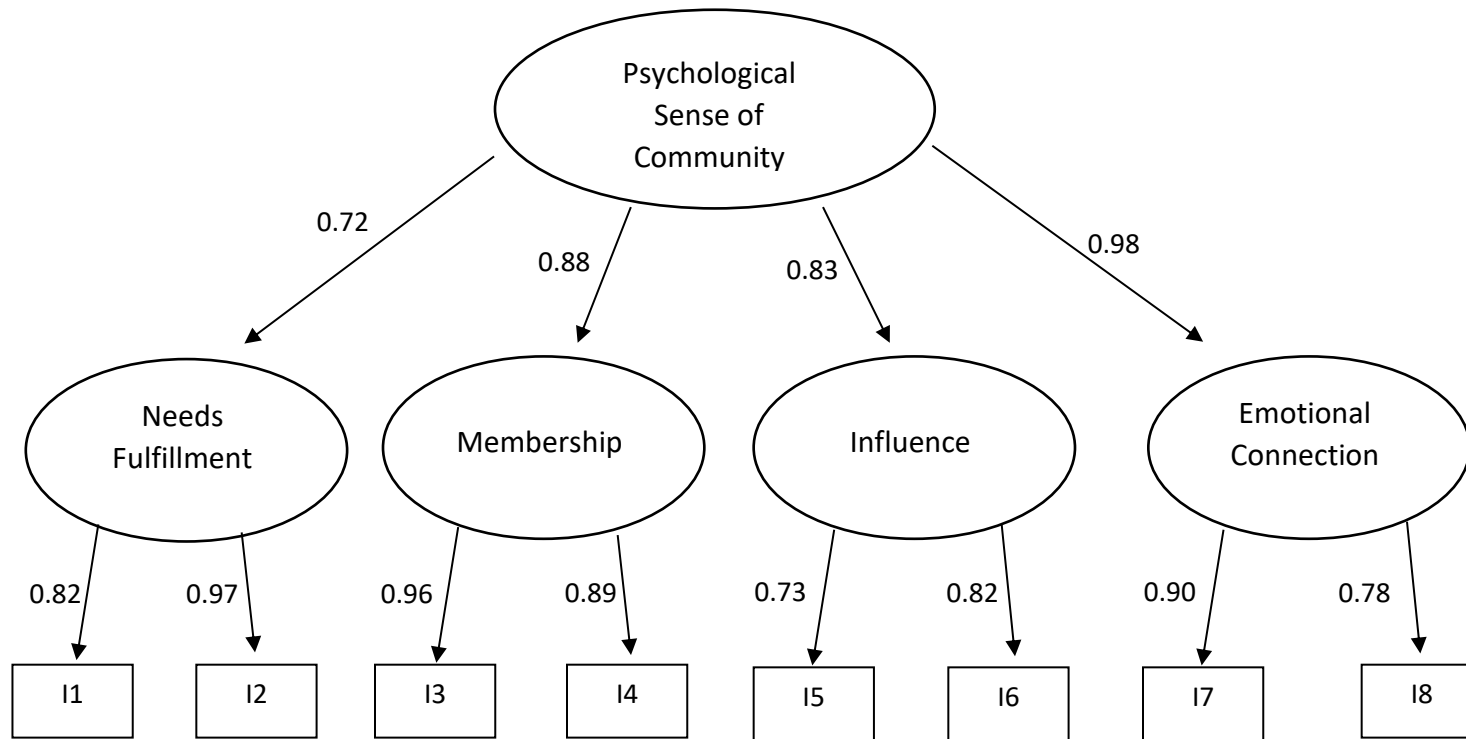 Psychological
Sense of
Community
0.72
0.88
0.83
0.98
Needs
Fulfillment
Membership
Influence
Emotional
Connection
0.82
0.97
0.96
0.89
0.73
0.82
0.90
0.78
I1
I2
I3
I4
I5
I6
I7
I8